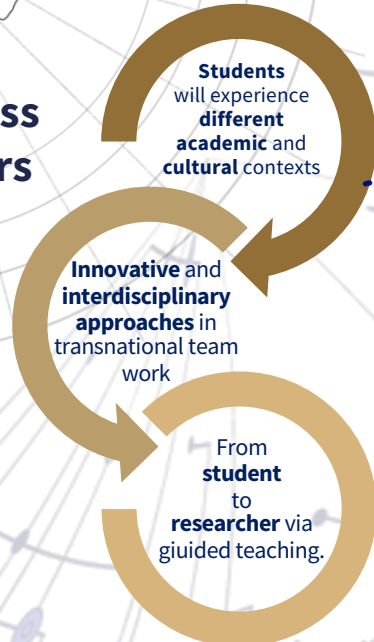 ss
rs
Students
will experience
different
academic and
cultural contexts
Innovative and
interdisciplinary
approaches in
transnational team
work
From
student
to
researcher via
giuided teaching.